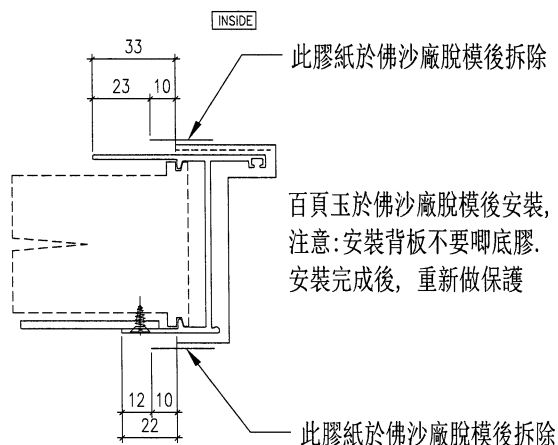 INSIDE
33
23 10
此膠紙於佛沙廠脫模後拆除
百頁玉於佛沙廠脫模後安裝,
注意:安裝背板不要唧底膠.
安裝完成後, 重新做保護
12 10
22
此膠紙於佛沙廠脫模後拆除